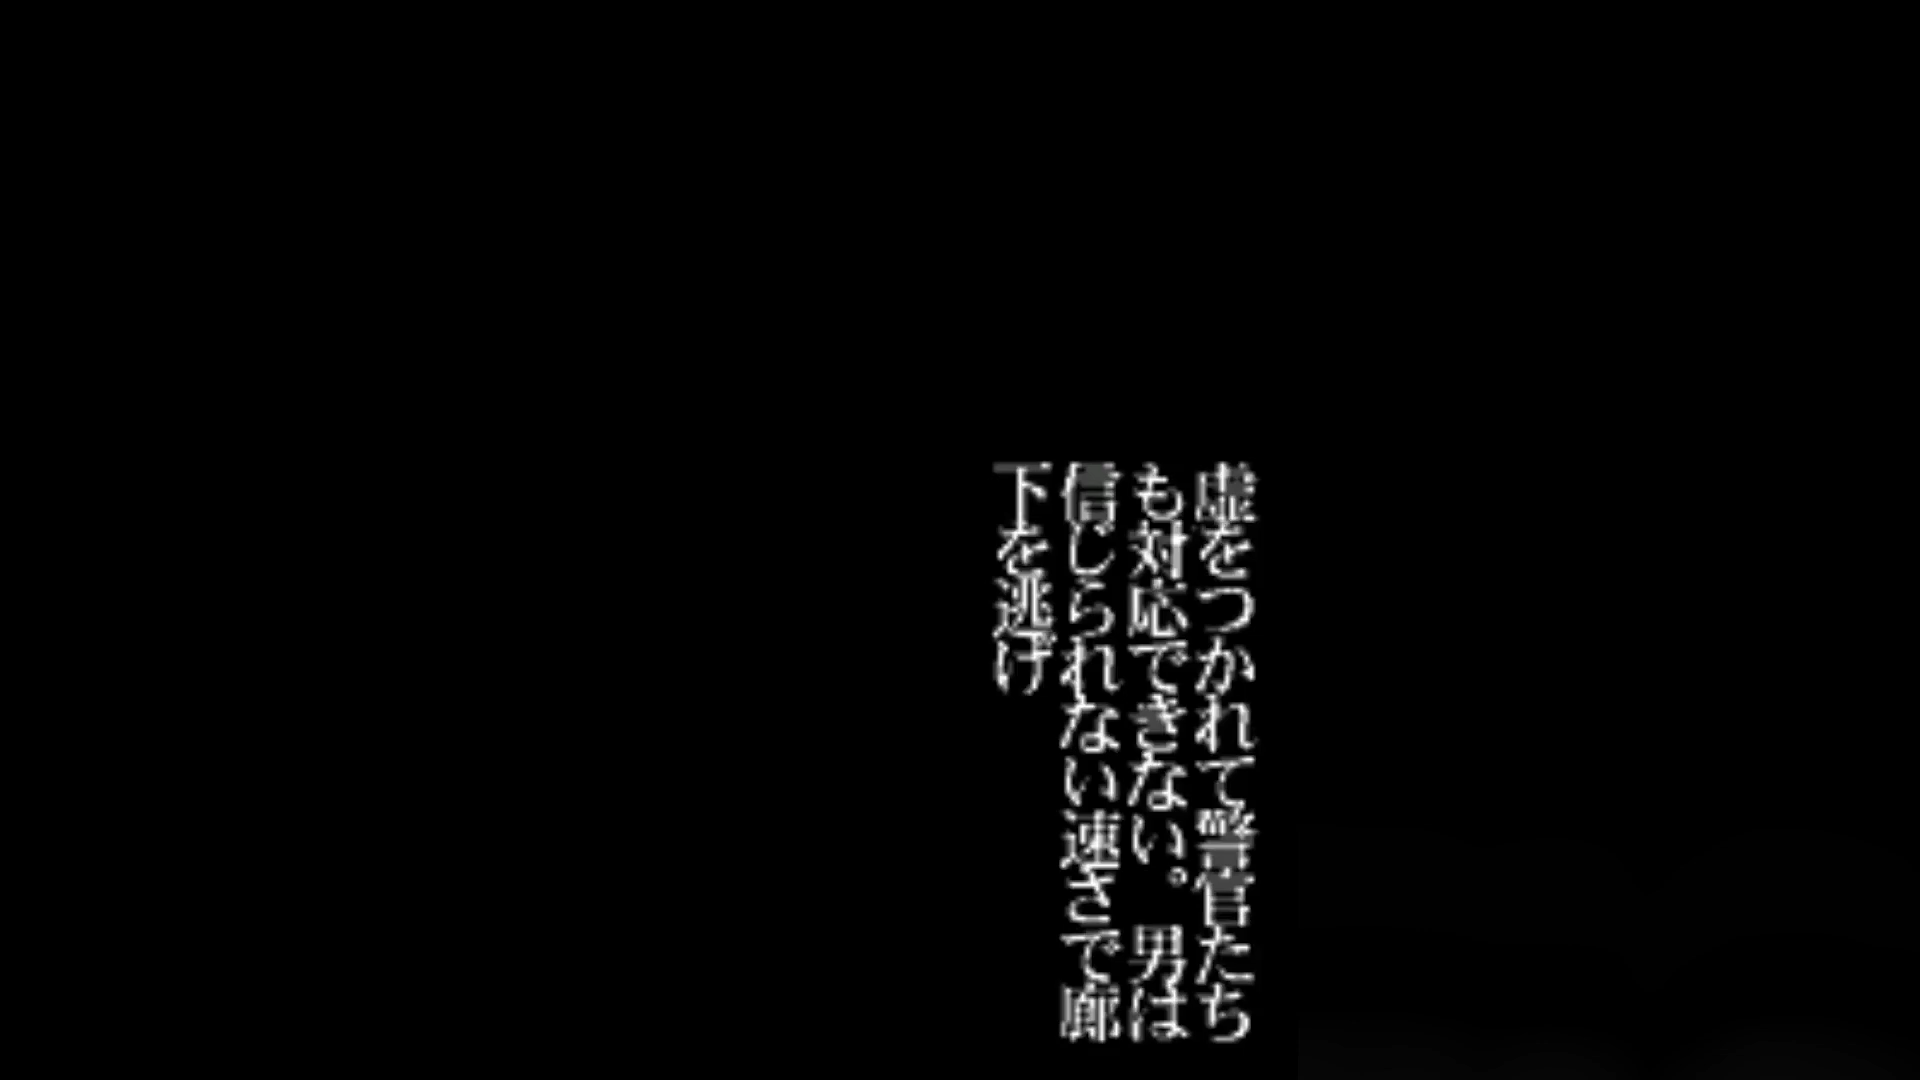 虚をつかれて警官たち
も対応できない。男は
信じられない速さで廊
下を逃げ